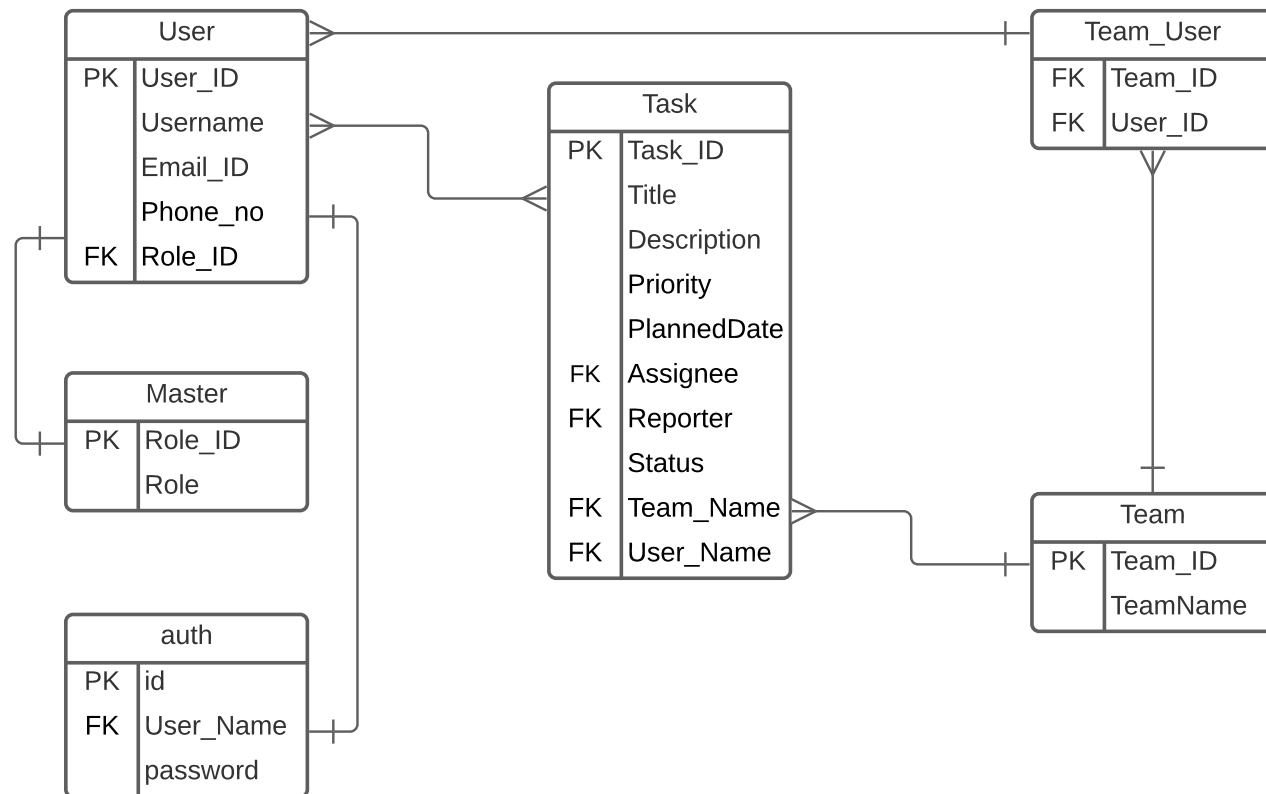 User
PK User_ID
Username
Email_ID
Phone_no
FK Role_ID
Master
PK Role_ID
Role
auth
PK id
FK User_Name
password
Task
PK Task_ID
Title
Description
Priority
PlannedDate
FK Assignee
FK Reporter
Status
FK Team_Name
FK User_Name
Team_User
FK Team_ID
FK User_ID
Team
PK Team_ID
TeamName